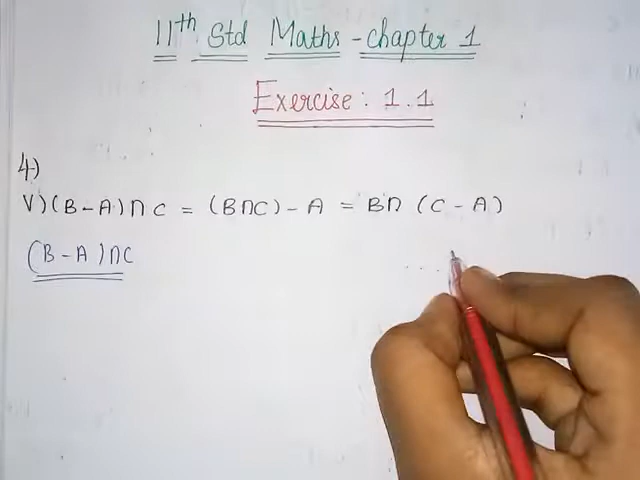 11th Std Maths - chapter 1
Exercise : 1.1
4)
V) (B - A) ∩ C = (B∩C) - A = B∩ (C - A)
(B - A) ∩C